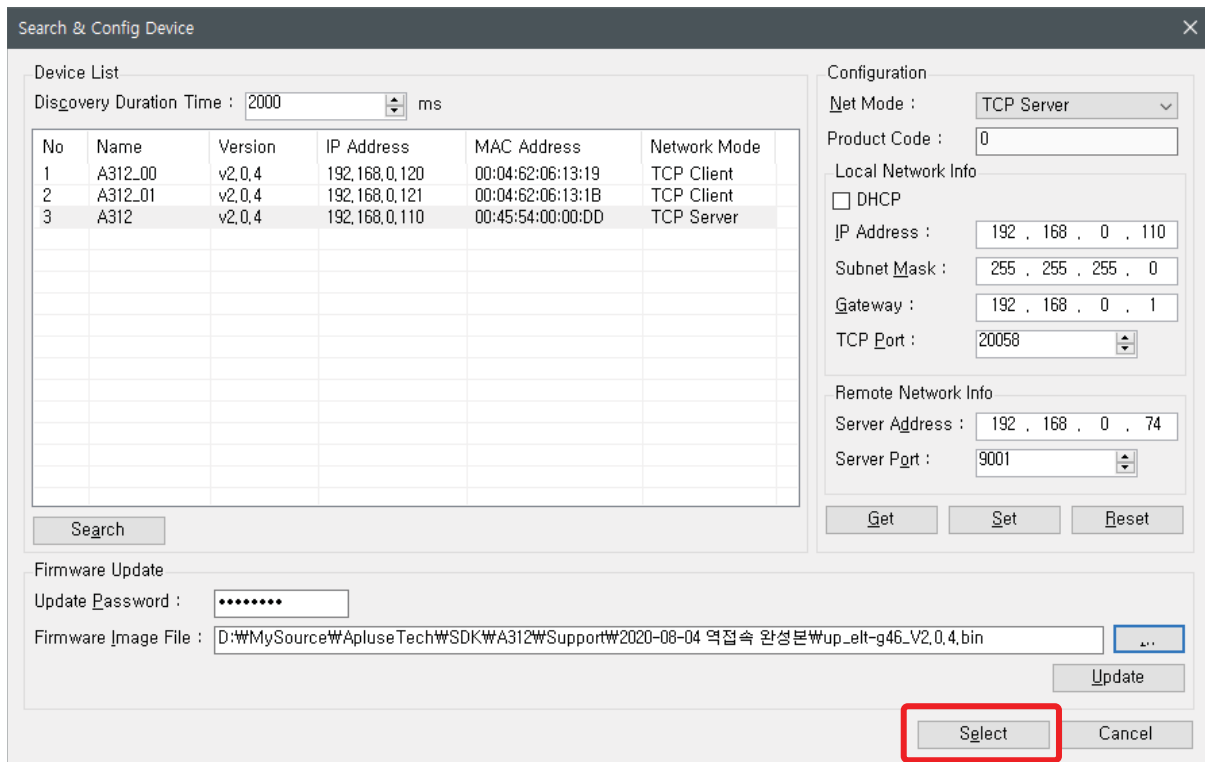 Search & Config Device
Device List
Discovery Duration Time : 2000 ms
No Name Version IP Address MAC Address Network Mode
1 A312_00 v2,0,4 192,168,0,120 00:04:62:06:13:19 TCP Client
2 A312_01 v2,0,4 192,168,0,121 00:04:62:06:13:1B TCP Client
3 A312 v2,0,4 192,168,0,110 00:45:54:00:00:DD TCP Server
Search
Configuration
Net Mode : TCP Server
Product Code : 0
Local Network Info
DHCP
IP Address : 192 . 168 . 0 . 110
Subnet Mask : 255 . 255 . 255 . 0
Gateway : 192 . 168 . 0 . 1
TCP Port : 20058
Remote Network Info
Server Address : 192 . 168 . 0 . 74
Server Port : 9001
Get Set Reset
Firmware Update
Update Password : ••••••••
Firmware Image File : D:₩MySource₩ApluseTech₩SDK₩A312₩Support₩2020-08-04 역접속 완성본₩up_elt-g46_V2,0,4,bin ...
Update
Select Cancel